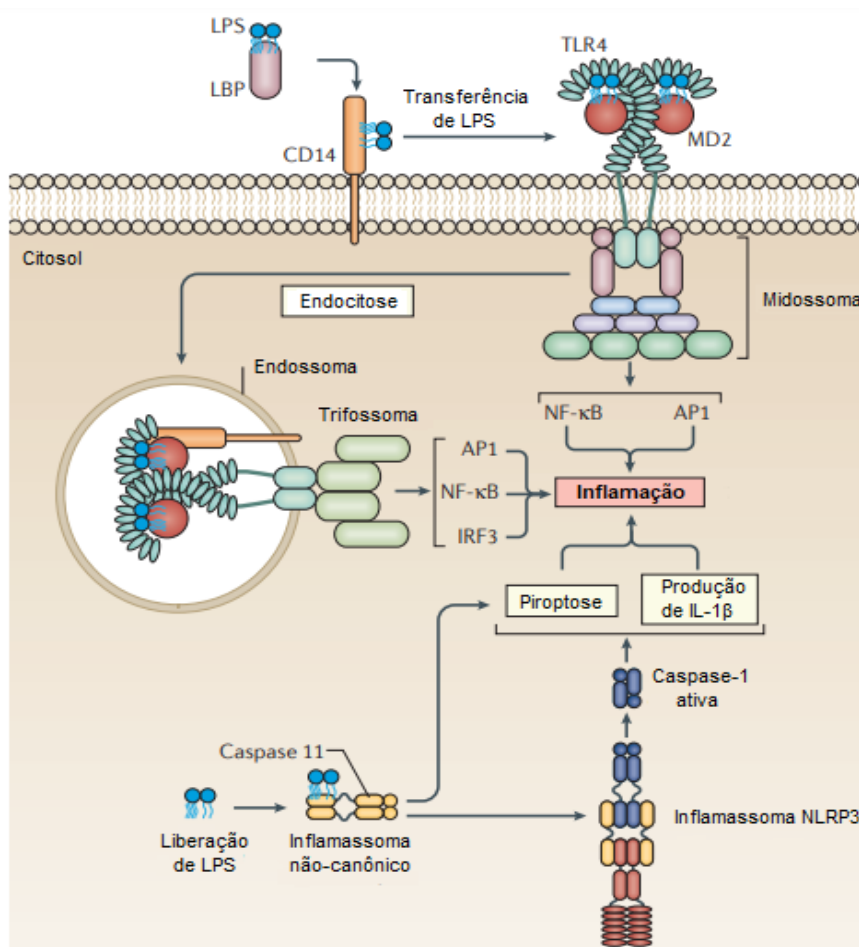 LPS
LBP
CD14
Transferência
de LPS
TLR4
MD2
Citosol
Endocitose
Midossoma
Endossoma
Trifossoma
NF-κB
AP1
AP1
NF-κB
IRF3
Inflamação
Piroptose
Produção
de IL-1β
Caspase-1
ativa
Caspase 11
Liberação
de LPS
Inflamassoma
não-canônico
Inflamassoma NLRP3